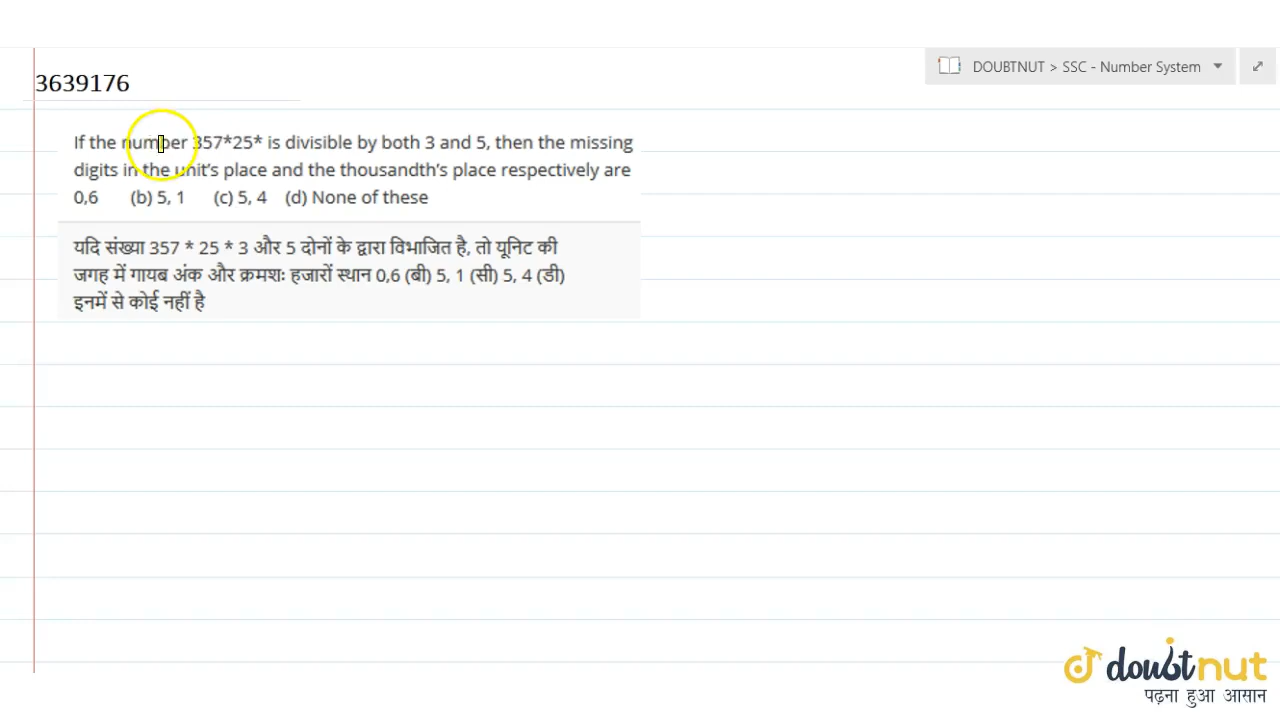 3639176
DOUBTNUT > SSC - Number System
If the number 357*25* is divisible by both 3 and 5, then the missing
digits in the unit's place and the thousandth's place respectively are
0,6 (b) 5, 1 (c) 5, 4 (d) None of these
यदि संख्या 357 * 25 * 3 और 5 दोनों के द्वारा विभाजित है, तो यूनिट की
जगह में गायब अंक और क्रमशः हजारों स्थान 0,6 (बी) 5, 1 (सी) 5, 4 (डी)
इनमें से कोई नहीं है
doubtnut
पढ़ना हुआ आसान